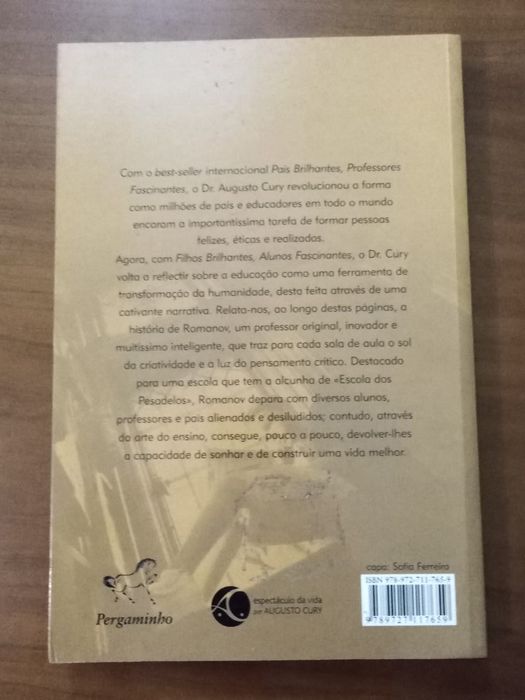 Com o best-seller internacional Pais Brilhantes, Professores
Fascinantes, o Dr. Augusto Cury revolucionou a forma
como milhões de pais e educadores em todo o mundo
encaram a importantíssima tarefa de formar pessoas
felizes, éticas e realizadas.
Agora, com Filhos Brilhantes, Alunos Fascinantes, o Dr. Cury
volta a reflectir sobre a educação como uma ferramenta de
transformação da humanidade, desta feita através de uma
cativante narrativa. Relata-nos, ao longo destas páginas, a
história de Romanov, um professor original, inovador e
multíssimo inteligente, que traz para cada sala de aula o sol
da criatividade e a luz do pensamento crítico. Destacado
para uma escola que tem a alcunha de «Escola dos
Pesadelos», Romanov depara com diversos alunos,
professores e pais alienados e desiludidos; contudo, através
da arte do ensino, consegue, pouco a pouco, devolver-lhes
a capacidade de sonhar e de construir uma vida melhor.
capa: Sofia Ferreira
ISBN 978-972-711-765-9
9789727117659
Pergaminho
espectáculo da vida
por AUGUSTO CURY